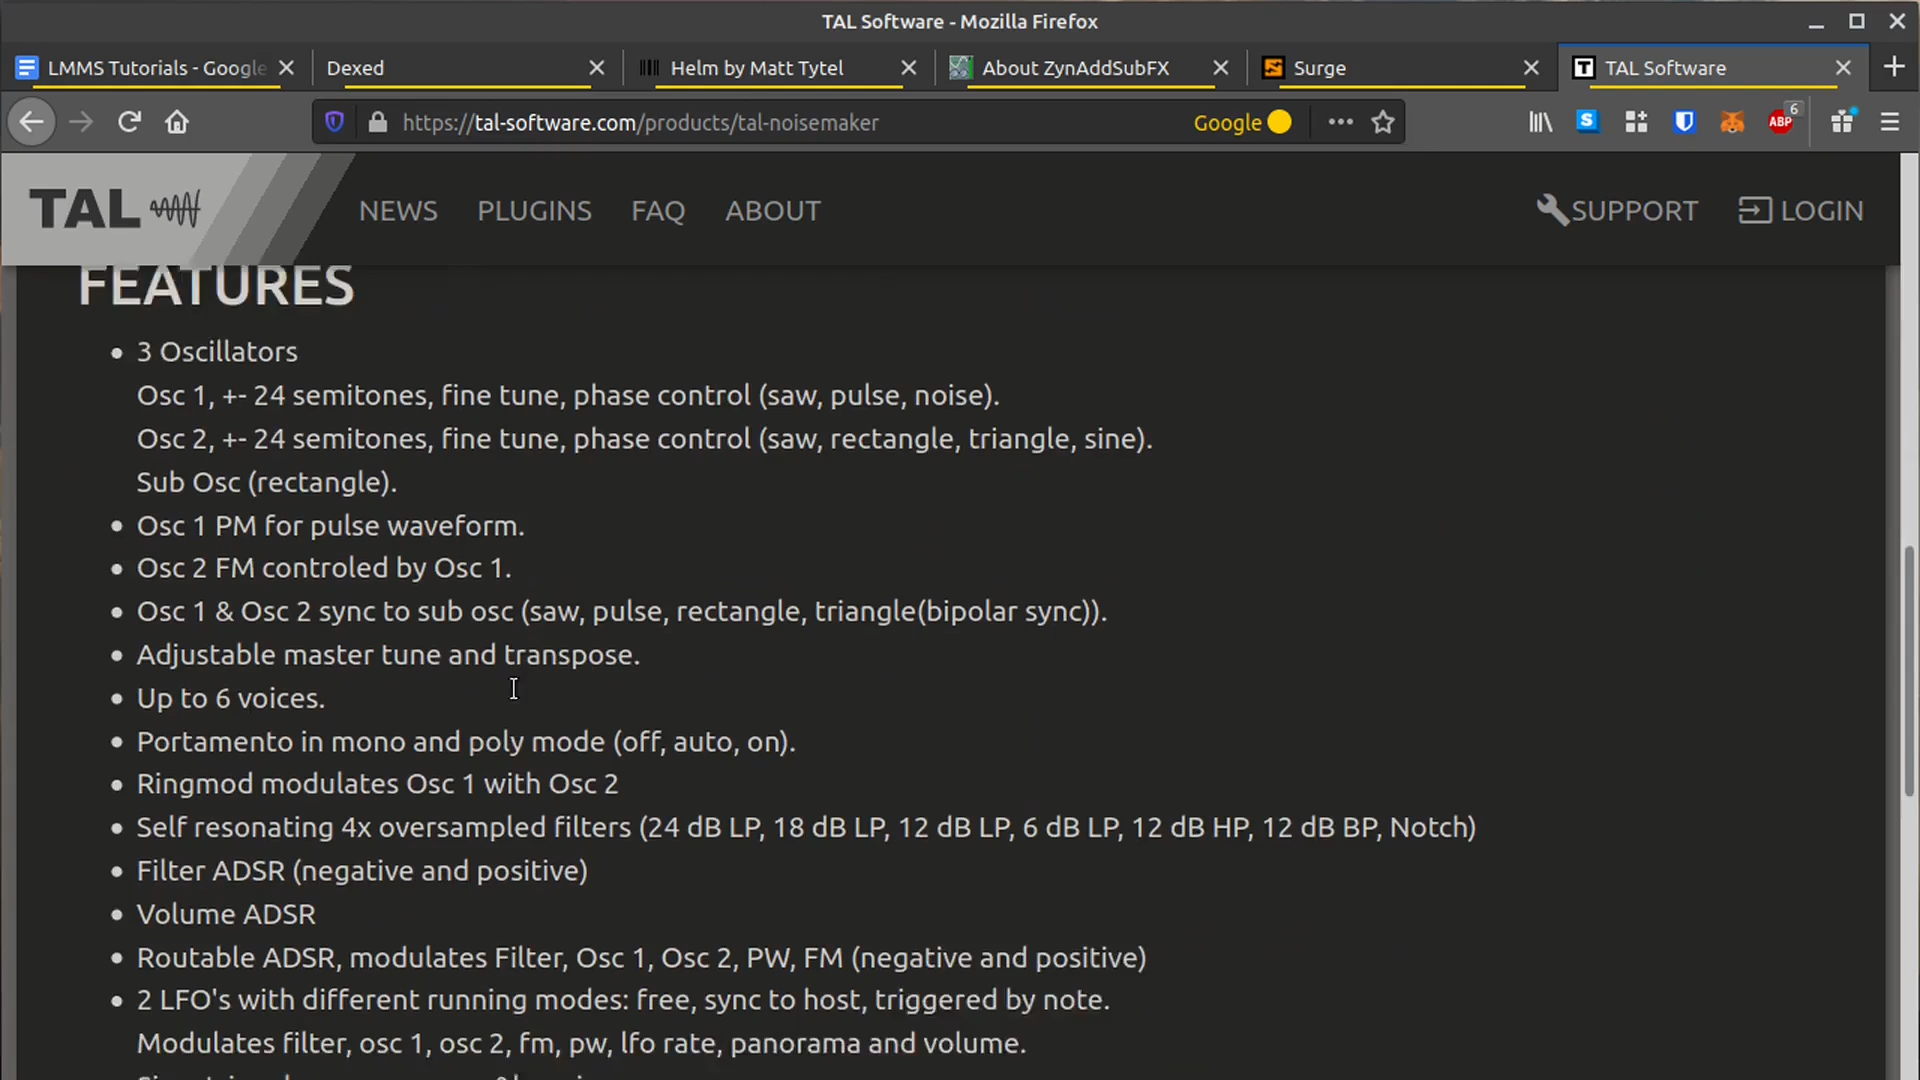 TAL Software - Mozilla Firefox
LMMS Tutorials - Google
Dexed
Helm by Matt Tytel
About ZynAddSubFX
Surge
TAL Software
https://tal-software.com/products/tal-noisemaker
Google
ABP
6
TAL
NEWS
PLUGINS
FAQ
ABOUT
SUPPORT
LOGIN
FEATURES
3 Oscillators
Osc 1, +- 24 semitones, fine tune, phase control (saw, pulse, noise).
Osc 2, +- 24 semitones, fine tune, phase control (saw, rectangle, triangle, sine).
Sub Osc (rectangle).
Osc 1 PM for pulse waveform.
Osc 2 FM controled by Osc 1.
Osc 1 & Osc 2 sync to sub osc (saw, pulse, rectangle, triangle(bipolar sync)).
Adjustable master tune and transpose.
Up to 6 voices.
Portamento in mono and poly mode (off, auto, on).
Ringmod modulates Osc 1 with Osc 2
Self resonating 4x oversampled filters (24 dB LP, 18 dB LP, 12 dB LP, 6 dB LP, 12 dB HP, 12 dB BP, Notch)
Filter ADSR (negative and positive)
Volume ADSR
Routable ADSR, modulates Filter, Osc 1, Osc 2, PW, FM (negative and positive)
2 LFO's with different running modes: free, sync to host, triggered by note.
Modulates filter, osc 1, osc 2, fm, pw, lfo rate, panorama and volume.